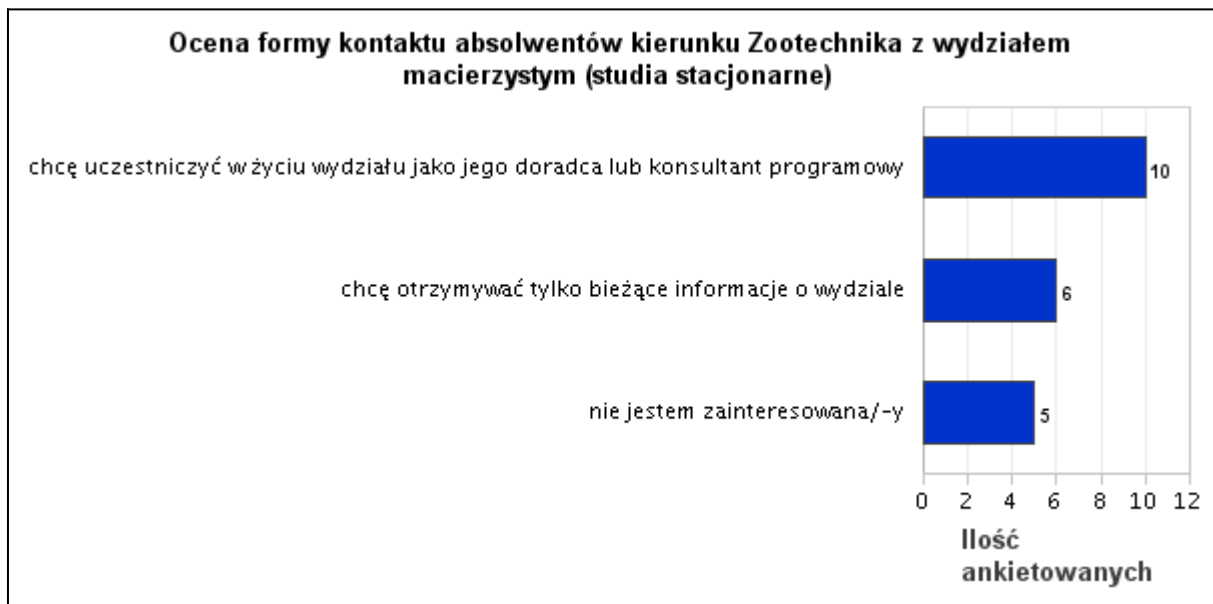 Ocena formy kontaktu absolwentów kierunku Zootechnika z wydziałem
macierzystym (studia stacjonarne)
chcę uczestniczyć w życiu wydziału jako jego doradca lub konsultant programowy
10
chcę otrzymywać tylko bieżące informacje o wydziale
6
nie jestem zainteresowana/-y
5
0 2 4 6 8 10 12
Ilość
ankietowanych